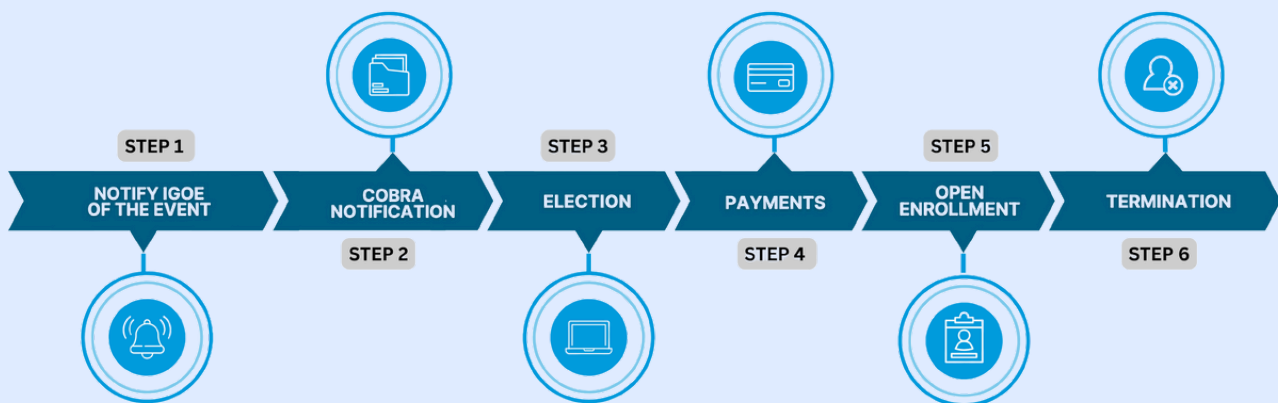 STEP 1
NOTIFY IGOE
OF THE EVENT
COBRA
NOTIFICATION
STEP 2
STEP 3
ELECTION
PAYMENTS
STEP 4
STEP 5
OPEN
ENROLLMENT
TERMINATION
STEP 6